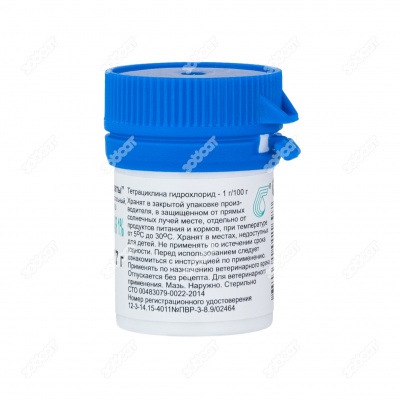 Тетрациклина гидрохлорид - 1 г/100 г
Хранят в закрытой упаковке произ-
водителя, в защищенном от прямых
солнечных лучей месте, отдельно от
продуктов питания и кормов, при температуре
от 5ºС до 30ºС. Хранят в местах, недоступных
для детей. Не применять по истечении срока
годности. Перед использованием следует
ознакомиться с инструкцией по применению.
Применять по назначению ветеринарного врача
Отпускается без рецепта. Для ветеринарного
применения. Мазь. Наружно. Стерильно
СТО 00483079-0022-2014
Номер регистрационного удостоверения
12-3-14.15-4011№ПВР-3-8.9/02464
%
7 г